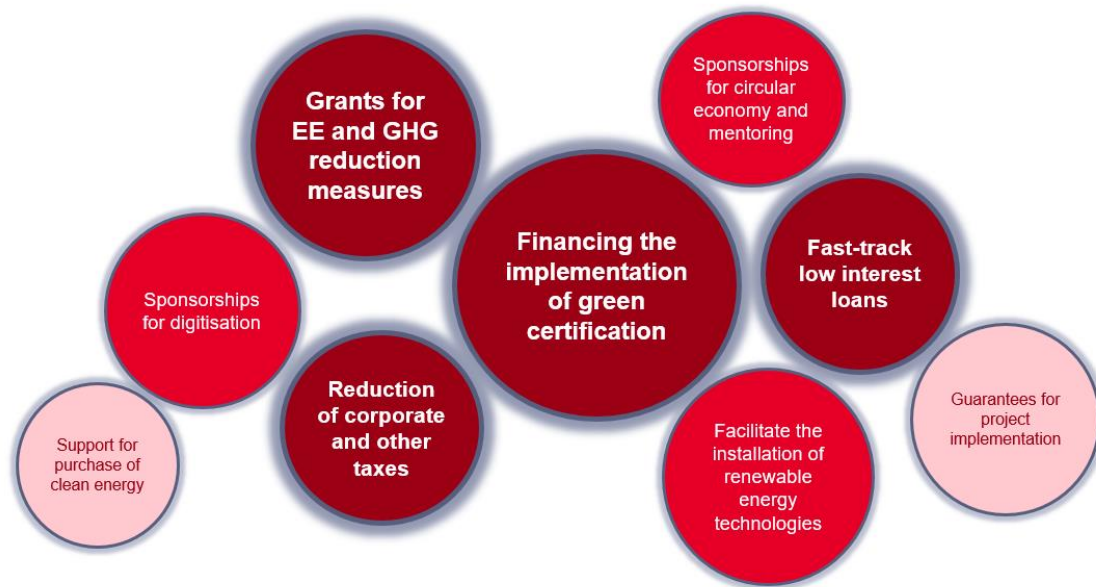 Grants for
EE and GHG
reduction
measures
Sponsorships
for circular
economy and
mentoring
Financing the
implementation
of green
certification
Fast-track
low interest
loans
Sponsorships
for digitisation
Reduction
of corporate
and other
taxes
Facilitate the
installation of
renewable
energy
technologies
Guarantees for
project
implementation
Support for
purchase of
clean energy